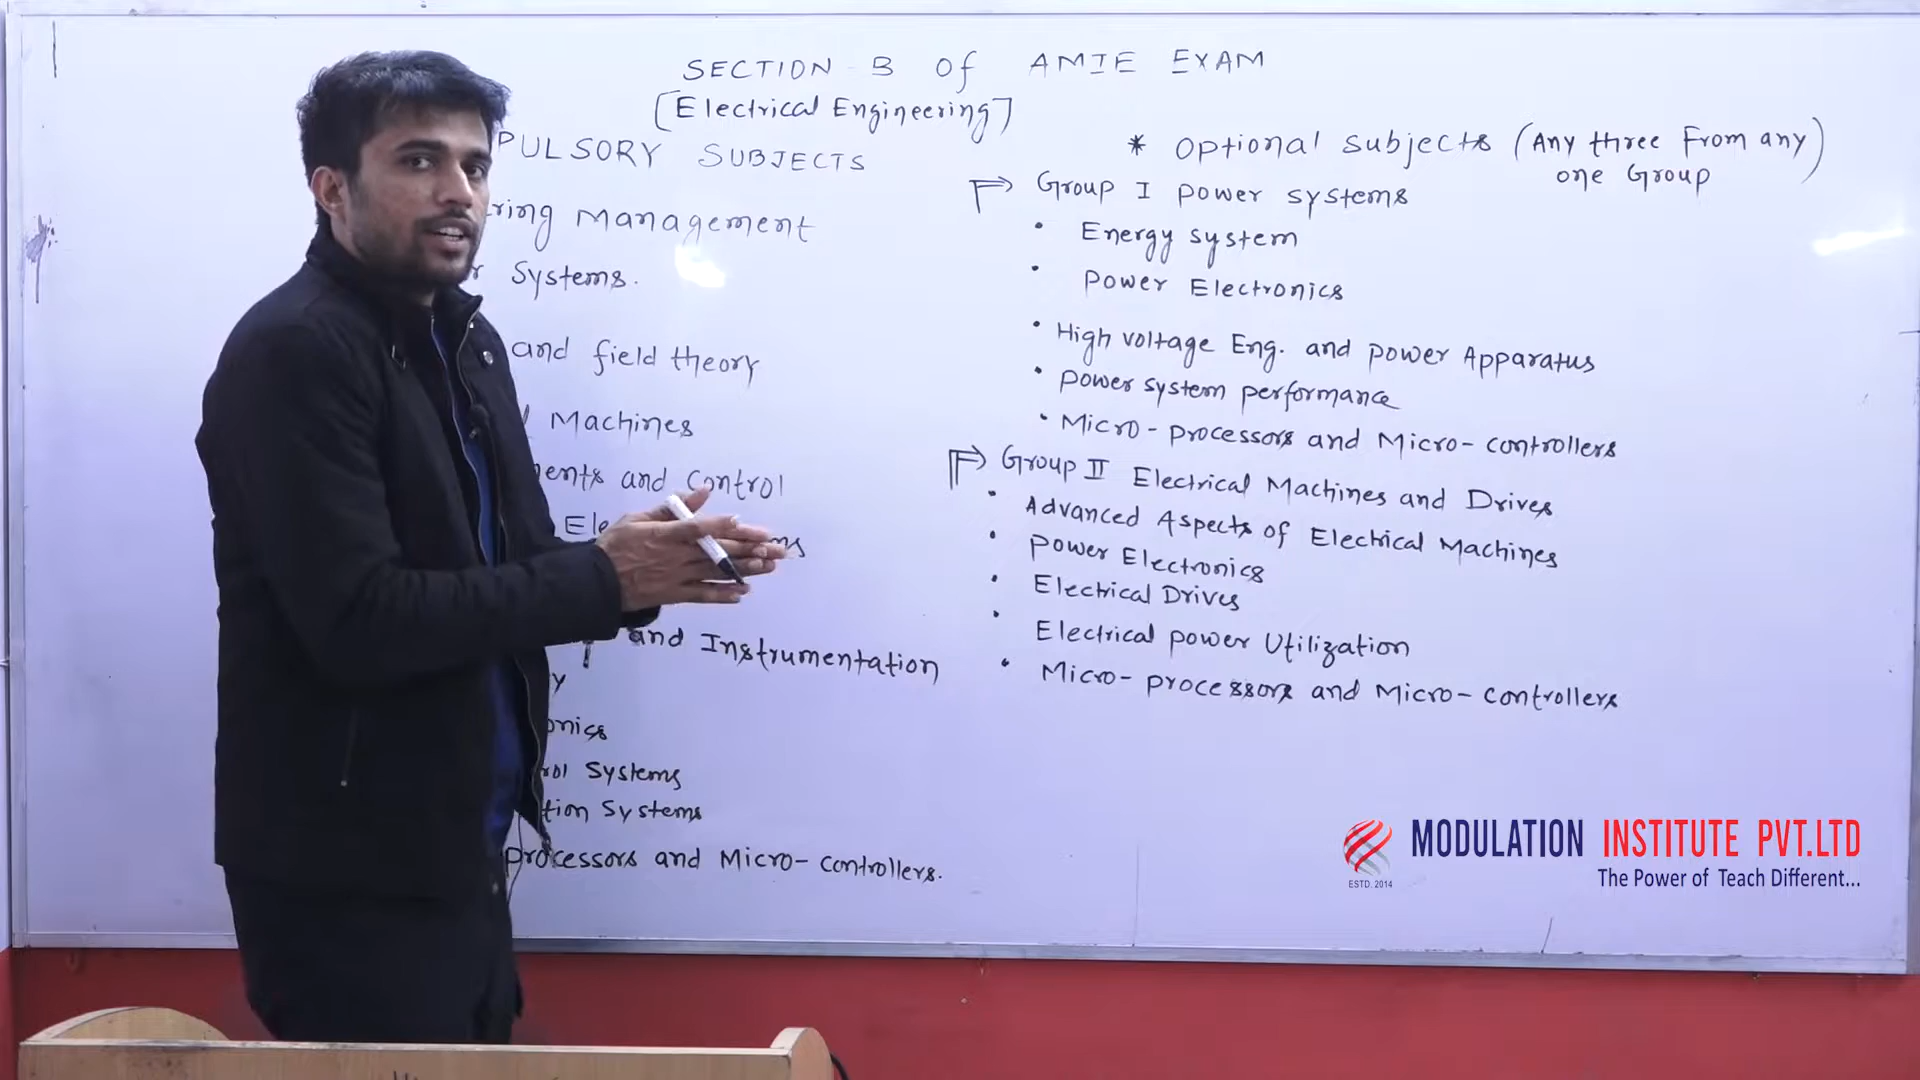 SECTION - B Of AMIE EXAM
[Electrical Engineering]
PULSORY SUBJECTS
ring Management
Systems.
and field theory
Machines
ents and Control
Ele ms
and Instrumentation
y
onics
rol Systems
tion Systems
processors and Micro-controllers.
* Optional Subjects (Any three From any
one Group)
Group I Power Systems
• Energy System
• Power Electronics
• High voltage Eng. and power Apparatus
• Power system performance
• Micro-processors and Micro-controllers
Group II Electrical Machines and Drives
• Advanced Aspects of Electrical Machines
• Power Electronics
• Electrical Drives
• Electrical power Utilization
• Micro-processors and Micro-controllers
MODULATION INSTITUTE PVT.LTD
ESTD. 2014
The Power of Teach Different...